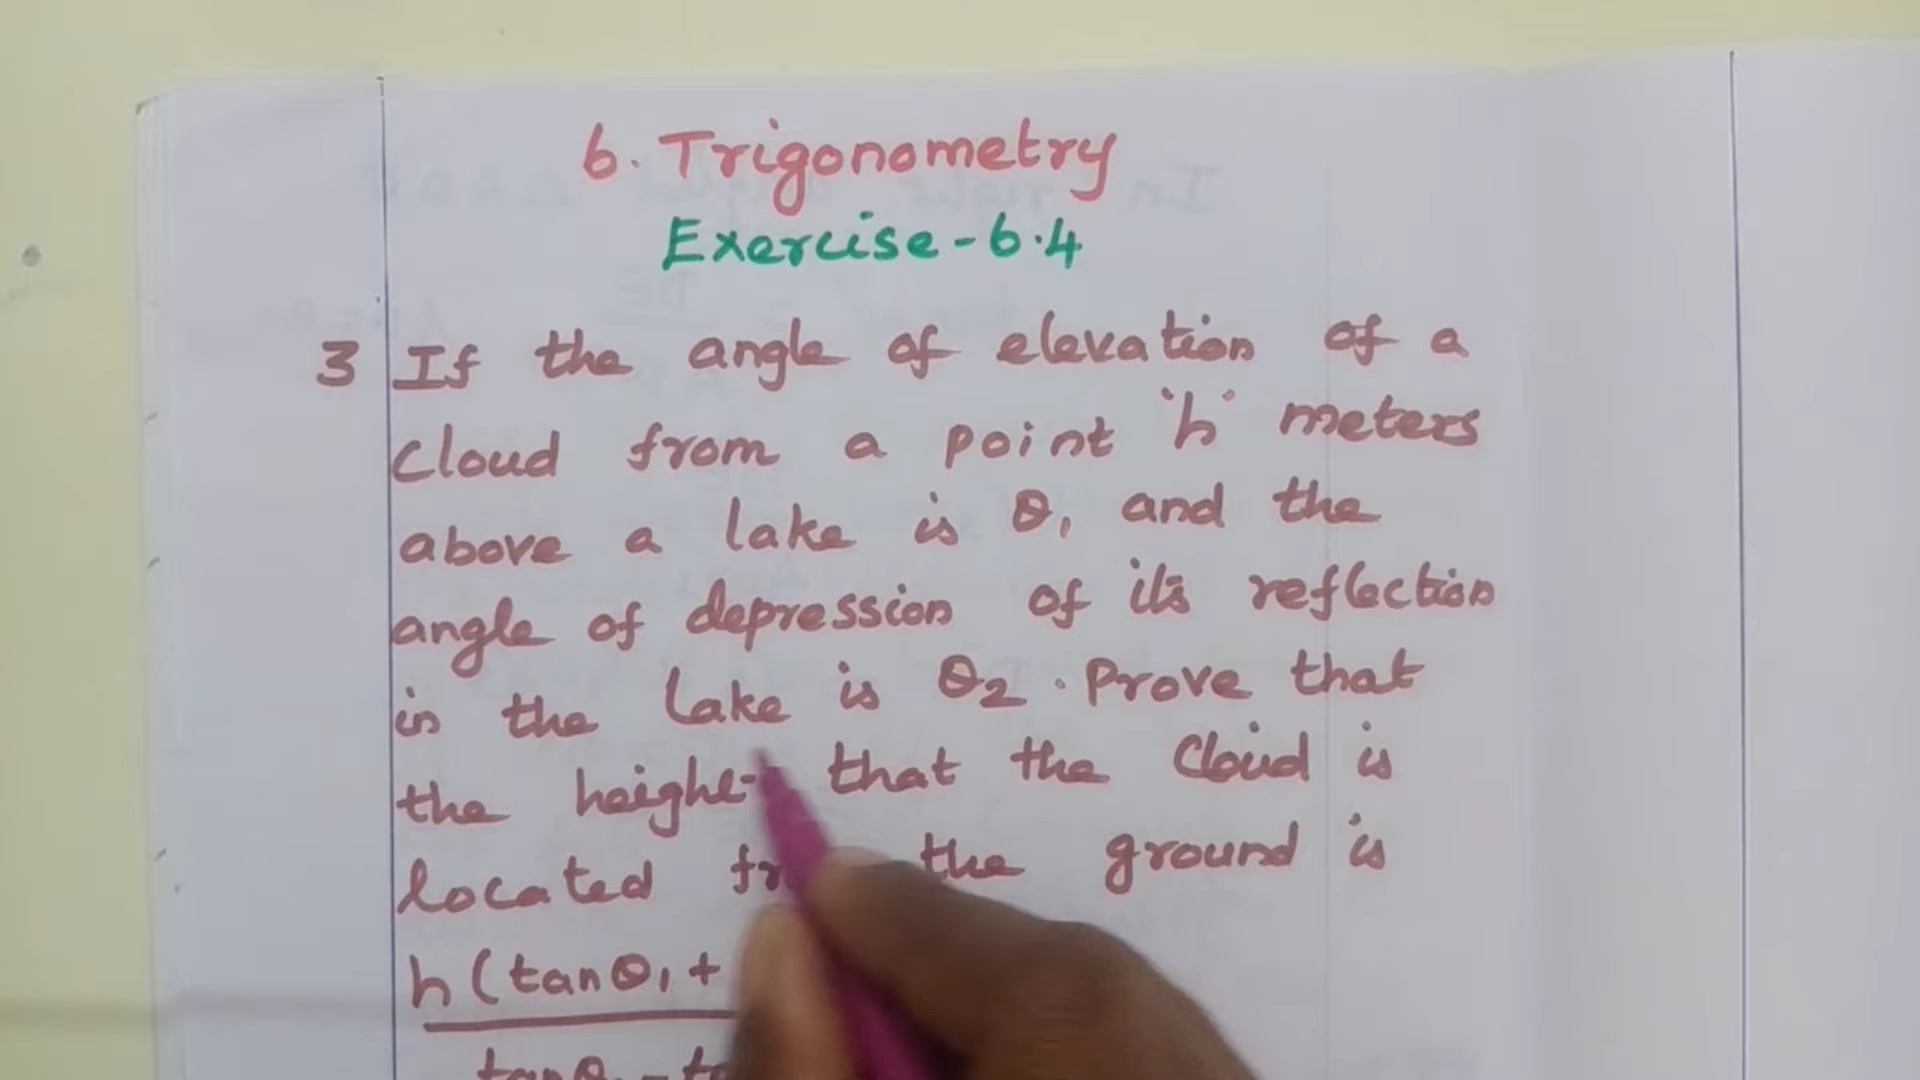 6. Trigonometry
Exercise-6.4
3 If the angle of elevation of a
cloud from a point 'h' meters
above a lake is θ1 and the
angle of depression of its reflection
in the lake is θ2. Prove that
the height that the cloud is
located the ground is
h(tanθ1 +
tanθ -